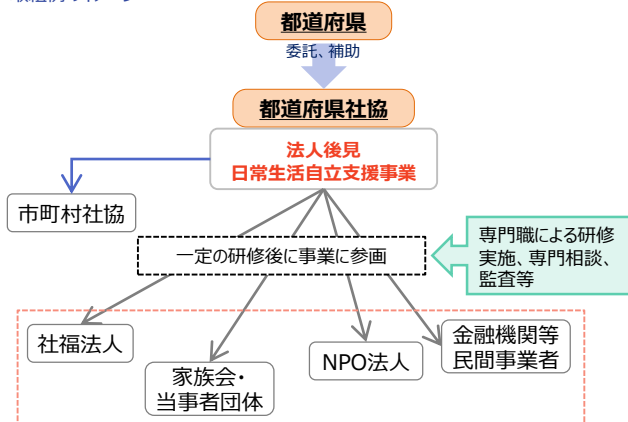 都道府県
委託、補助
都道府県社協
法人後見
日常生活自立支援事業
市町村社協
一定の研修後に事業に参画
専門職による研修
実施、専門相談、
監査等
社福法人
家族会・
当事者団体
NPO法人
金融機関等
民間事業者